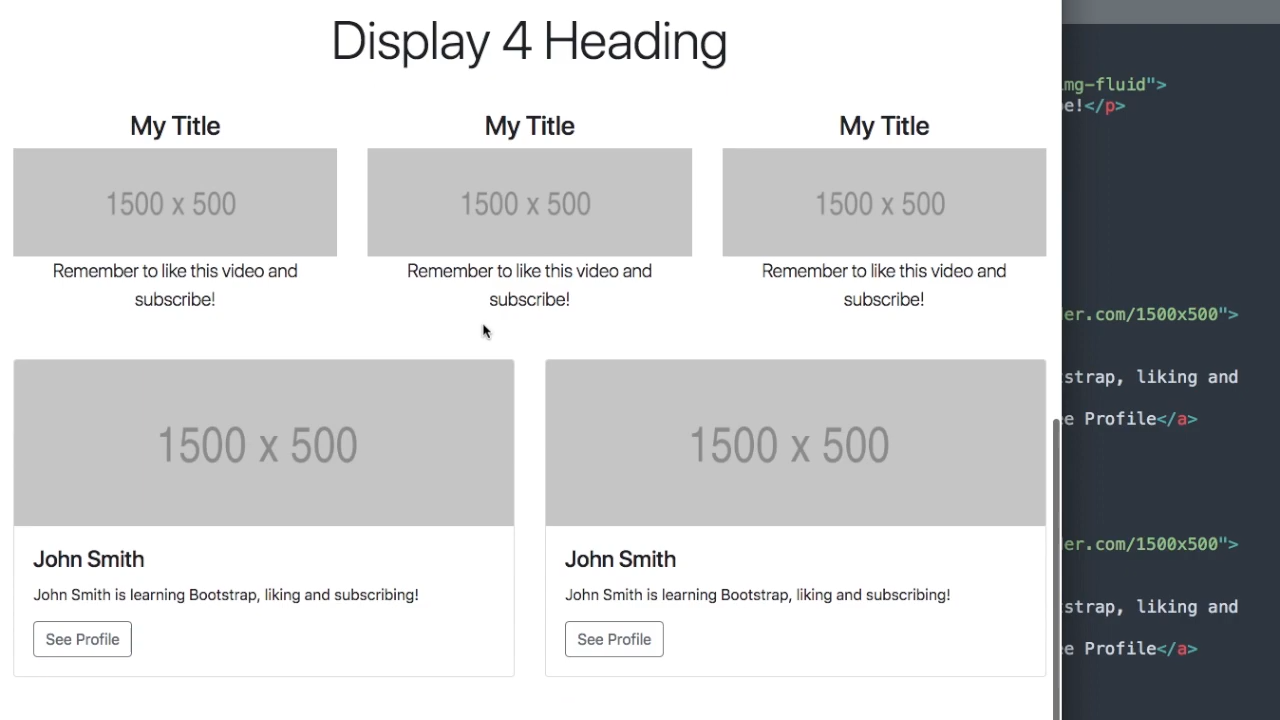 Display 4 Heading
My Title
My Title
My Title
1500 x 500
1500 x 500
1500 x 500
Remember to like this video and
subscribe!
Remember to like this video and
subscribe!
Remember to like this video and
subscribe!
1500 x 500
1500 x 500
John Smith
John Smith is learning Bootstrap, liking and subscribing!
See Profile
John Smith
John Smith is learning Bootstrap, liking and subscribing!
See Profile
mg-fluid">
e!</p>
er.com/1500x500">
strap, liking and
e Profile</a>
er.com/1500x500">
strap, liking and
e Profile</a>